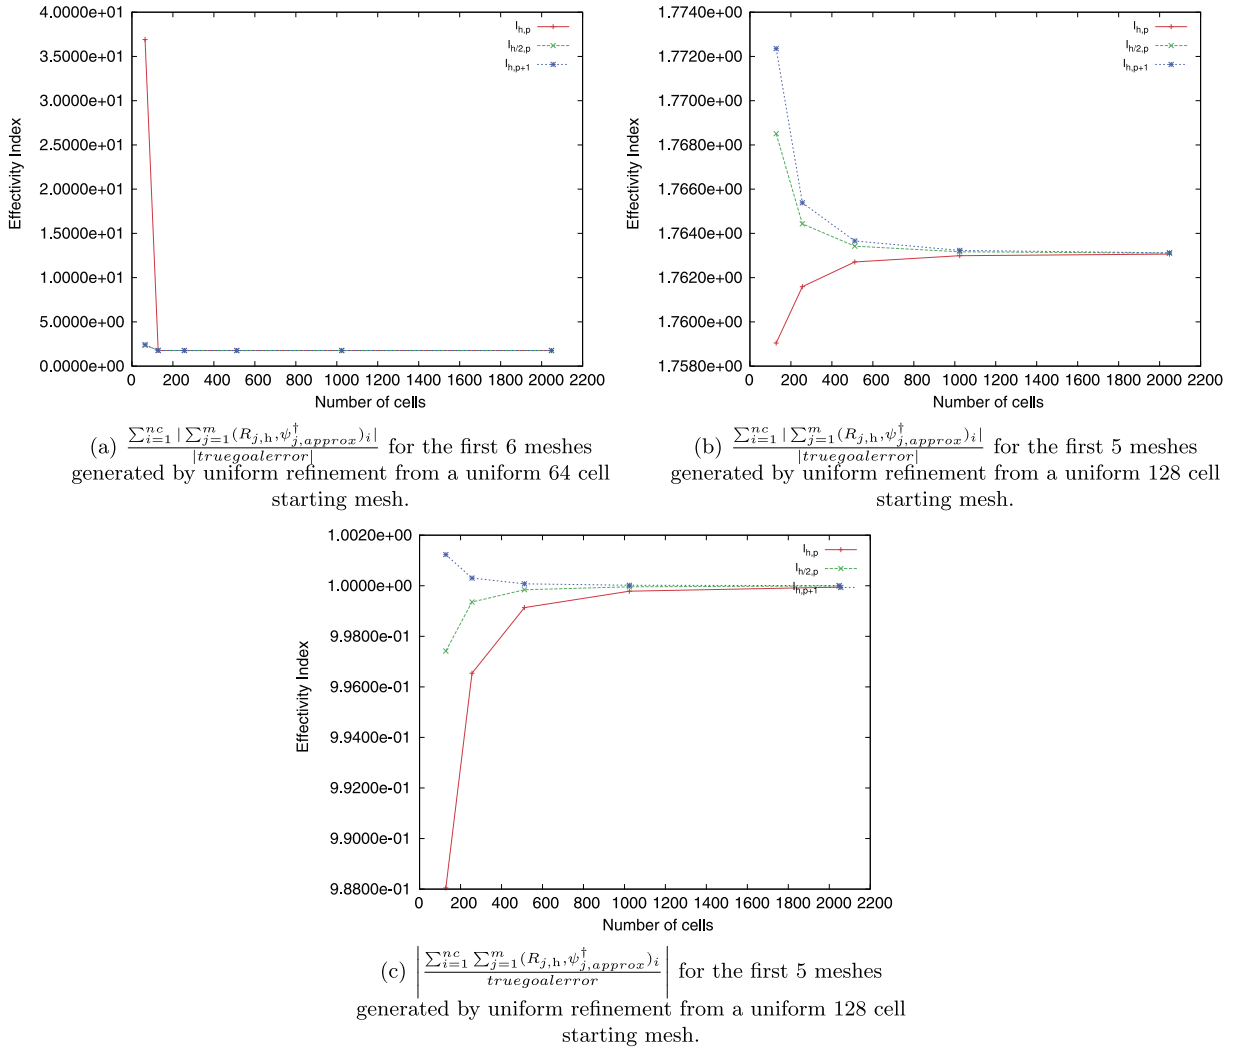 4.0000e+01
3.5000e+01
3.0000e+01
2.5000e+01
2.0000e+01
1.5000e+01
1.0000e+01
5.0000e+00
0.0000e+00
Effectivity Index
0 200 400 600 800 1000 1200 1400 1600 1800 2000 2200
Number of cells
I_{h,p}
I_{h/2,p}
I_{h,p+1}
(a) \frac{\sum_{i=1}^{nc} | \sum_{j=1}^{m} (R_{j,h}, \psi^{\dagger}_{j,approx})_i |}{|truegoalerror|} for the first 6 meshes
generated by uniform refinement from a uniform 64 cell
starting mesh.
1.7740e+00
1.7720e+00
1.7700e+00
1.7680e+00
1.7660e+00
1.7640e+00
1.7620e+00
1.7600e+00
1.7580e+00
Effectivity Index
0 200 400 600 800 1000 1200 1400 1600 1800 2000 2200
Number of cells
I_{h,p}
I_{h/2,p}
I_{h,p+1}
(b) \frac{\sum_{i=1}^{nc} | \sum_{j=1}^{m} (R_{j,h}, \psi^{\dagger}_{j,approx})_i |}{|truegoalerror|} for the first 5 meshes
generated by uniform refinement from a uniform 128 cell
starting mesh.
1.0020e+00
1.0000e+00
9.9800e-01
9.9600e-01
9.9400e-01
9.9200e-01
9.9000e-01
9.8800e-01
Effectivity Index
0 200 400 600 800 1000 1200 1400 1600 1800 2000 2200
Number of cells
I_{h,p}
I_{h/2,p}
I_{h,p+1}
(c) \left| \frac{\sum_{i=1}^{nc} \sum_{j=1}^{m} (R_{j,h}, \psi^{\dagger}_{j,approx})_i}{truegoalerror} \right| for the first 5 meshes
generated by uniform refinement from a uniform 128 cell
starting mesh.